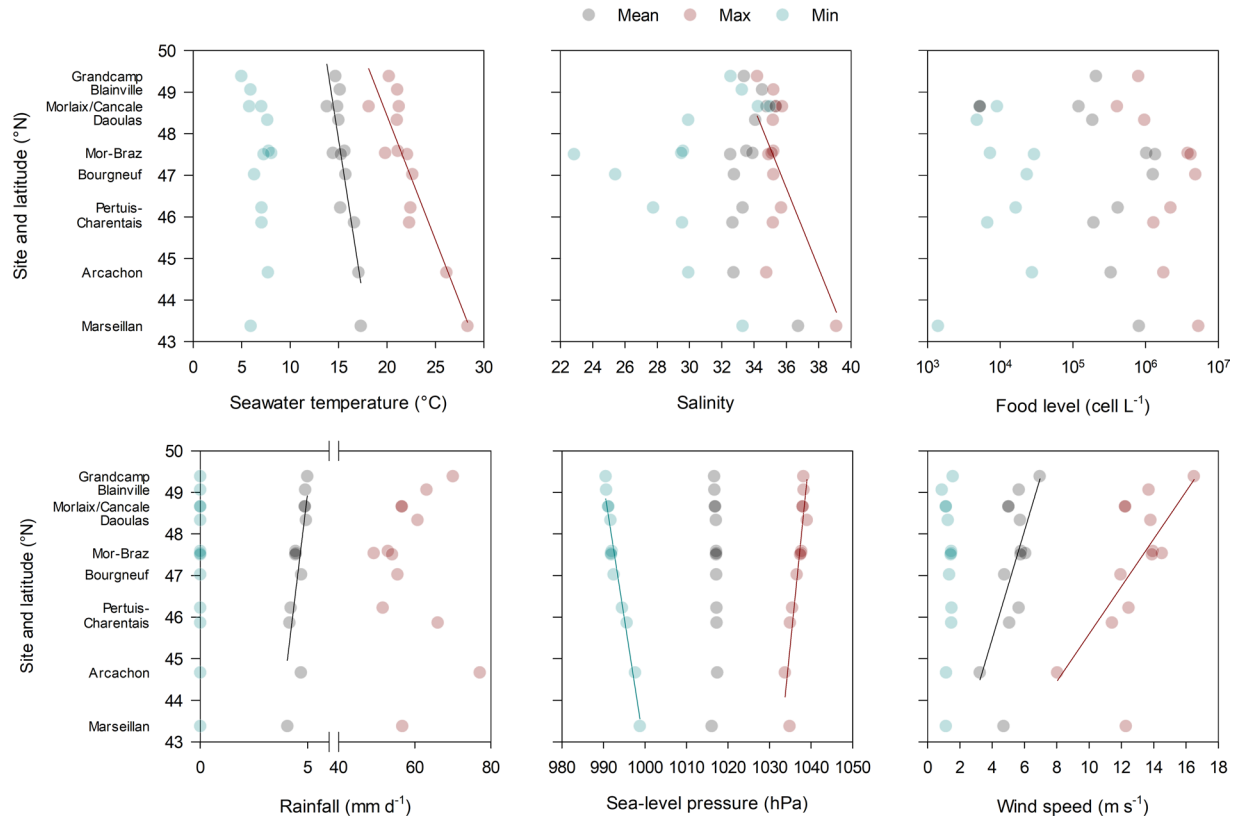 Mean Max Min
50
49
48
47
46
45
44
43
Grandcamp
Blainville
Morlaix/Cancale
Daoulas
Mor-Braz
Bourgneuf
Pertuis-
Charentais
Arcachon
Marseillan
Site and latitude (°N)
0 5 10 15 20 25 30
Seawater temperature (°C)
22 24 26 28 30 32 34 36 38 40
Salinity
10³ 10⁴ 10⁵ 10⁶ 10⁷
Food level (cell L⁻¹)
50
49
48
47
46
45
44
43
Grandcamp
Blainville
Morlaix/Cancale
Daoulas
Mor-Braz
Bourgneuf
Pertuis-
Charentais
Arcachon
Marseillan
Site and latitude (°N)
0 5 40 60 80
Rainfall (mm d⁻¹)
980 990 1000 1010 1020 1030 1040 1050
Sea-level pressure (hPa)
0 2 4 6 8 10 12 14 16 18
Wind speed (m s⁻¹)